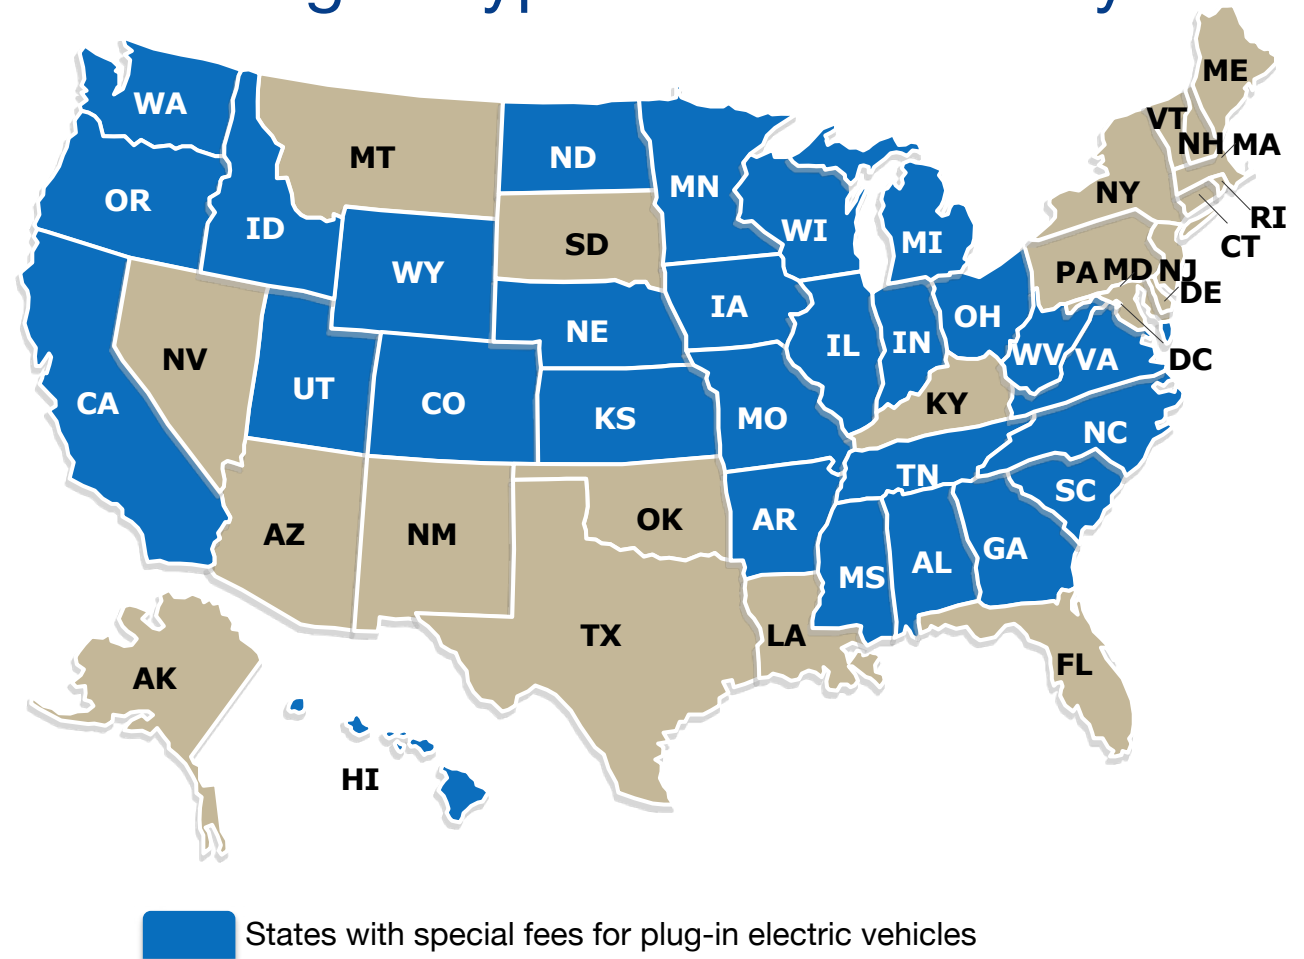 ME
WA
VT
NH
MA
MT
ND
MN
NY
OR
RI
ID
WI
MI
SD
CT
WY
PA
MD
NJ
DE
IA
OH
NE
IL
IN
WV
VA
DC
NV
UT
CO
CA
KS
MO
KY
NC
TN
SC
AZ
NM
OK
AR
GA
AL
MS
TX
LA
FL
AK
HI
States with special fees for plug-in electric vehicles